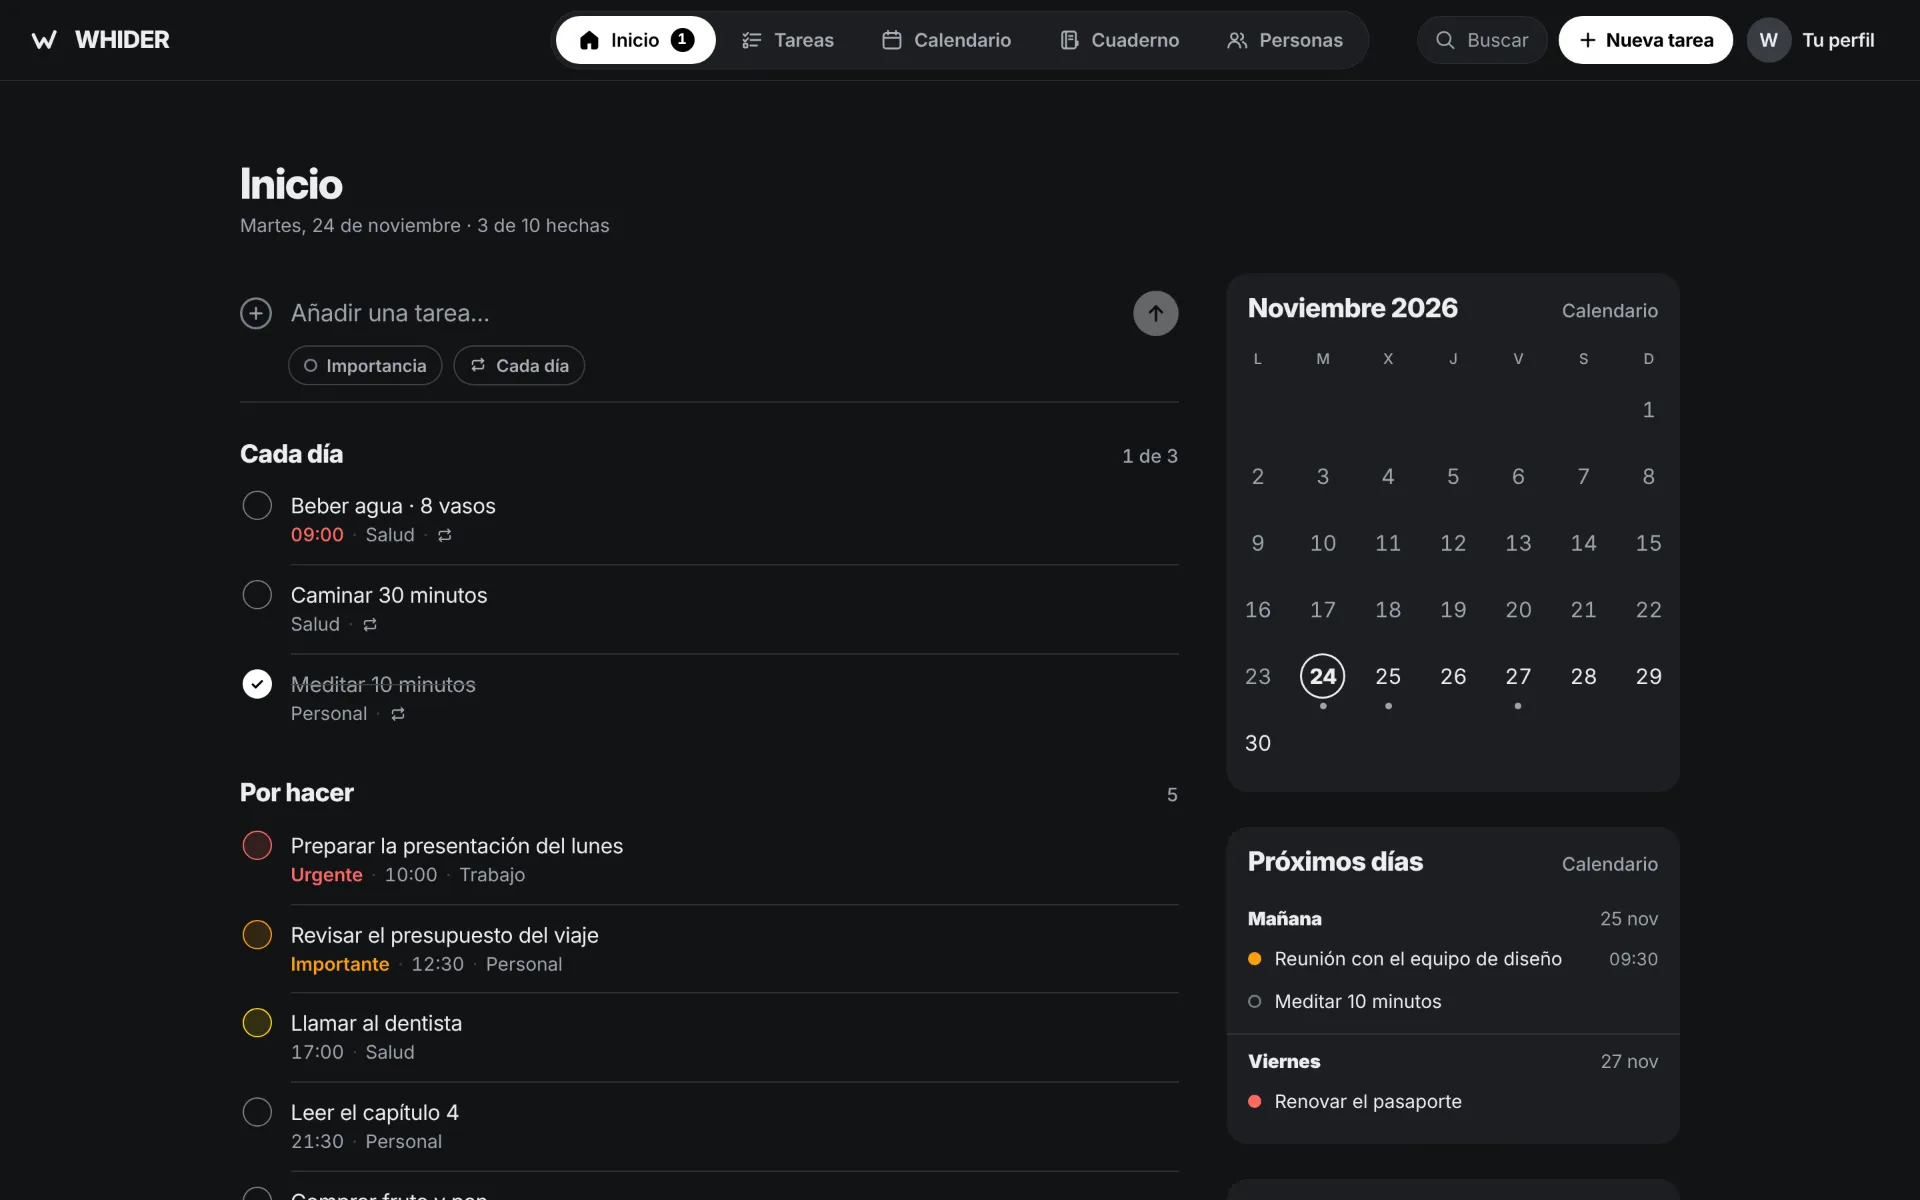 WHIDER
Inicio 1
Tareas
Calendario
Cuaderno
Personas
Buscar
Nueva tarea
W
Tu perfil
Inicio
Martes, 24 de noviembre · 3 de 10 hechas
Añadir una tarea...
Importancia
Cada día
Cada día
1 de 3
Beber agua · 8 vasos
09:00 · Salud ·
Caminar 30 minutos
Salud ·
Meditar 10 minutos
Personal ·
Por hacer
5
Preparar la presentación del lunes
Urgente · 10:00 · Trabajo
Revisar el presupuesto del viaje
Importante · 12:30 · Personal
Llamar al dentista
17:00 · Salud
Leer el capítulo 4
21:30 · Personal
Comprar fruta y pan
Noviembre 2026
Calendario
L M X J V S D
1
2 3 4 5 6 7 8
9 10 11 12 13 14 15
16 17 18 19 20 21 22
23 24 25 26 27 28 29
30
Próximos días
Calendario
Mañana
25 nov
Reunión con el equipo de diseño
09:30
Meditar 10 minutos
Viernes
27 nov
Renovar el pasaporte